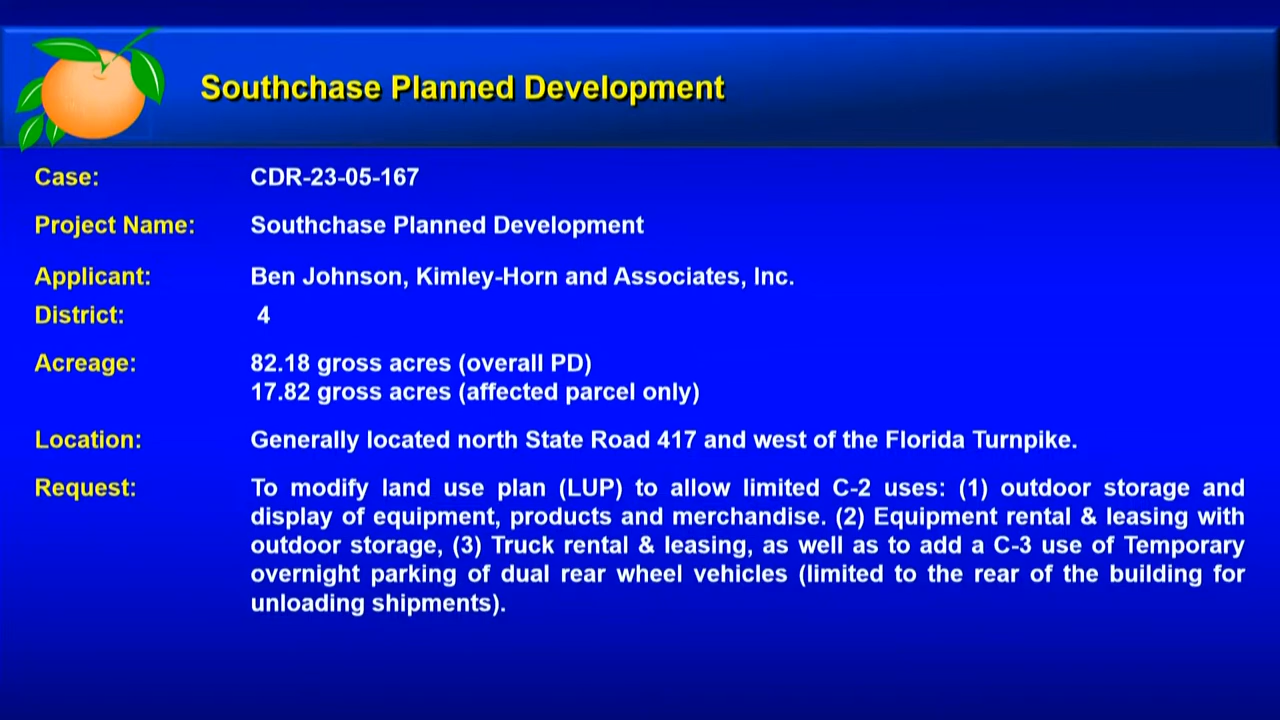 Southchase Planned Development
Case: CDR-23-05-167
Project Name: Southchase Planned Development
Applicant: Ben Johnson, Kimley-Horn and Associates, Inc.
District: 4
Acreage: 82.18 gross acres (overall PD)
17.82 gross acres (affected parcel only)
Location: Generally located north State Road 417 and west of the Florida Turnpike.
Request: To modify land use plan (LUP) to allow limited C-2 uses: (1) outdoor storage and
display of equipment, products and merchandise. (2) Equipment rental & leasing with
outdoor storage, (3) Truck rental & leasing, as well as to add a C-3 use of Temporary
overnight parking of dual rear wheel vehicles (limited to the rear of the building for
unloading shipments).